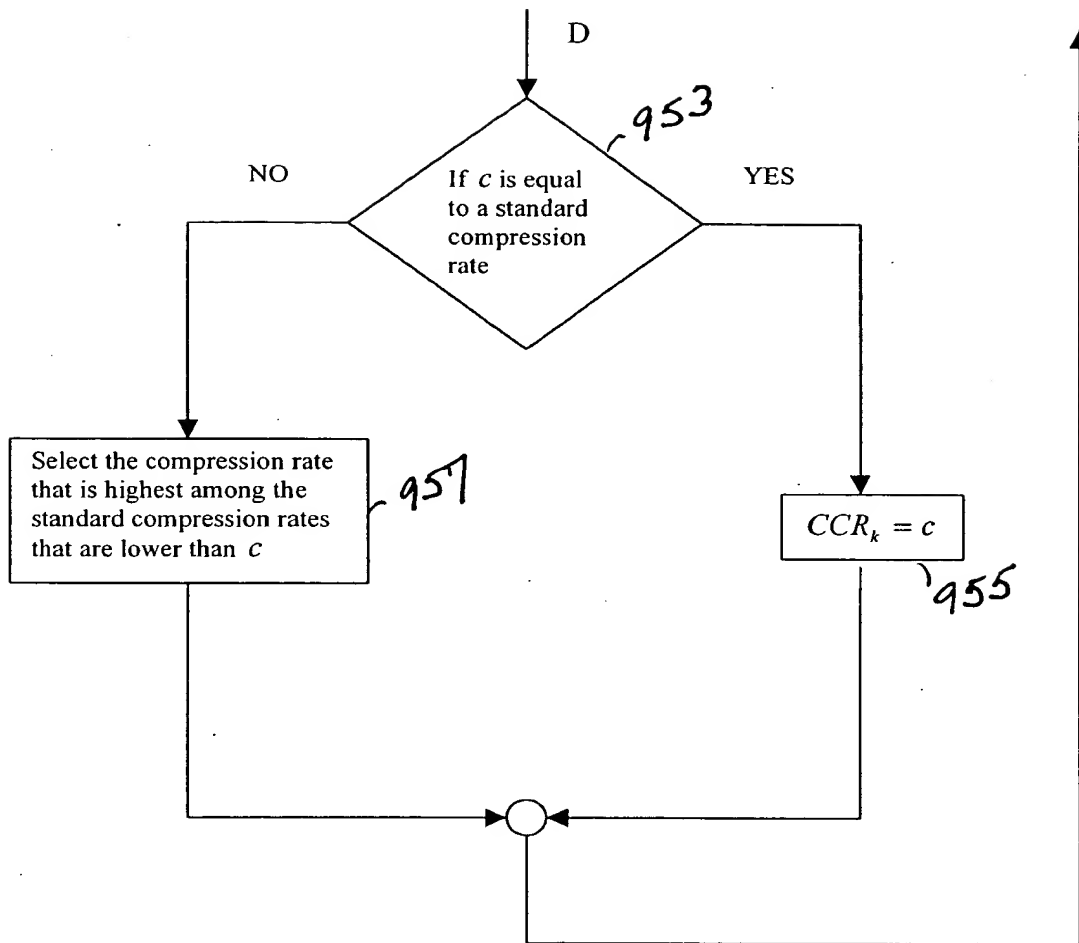 D
953
NO
YES
If c is equal
to a standard
compression
rate
Select the compression rate
that is highest among the
standard compression rates
that are lower than c
957
CCR_k = c
955